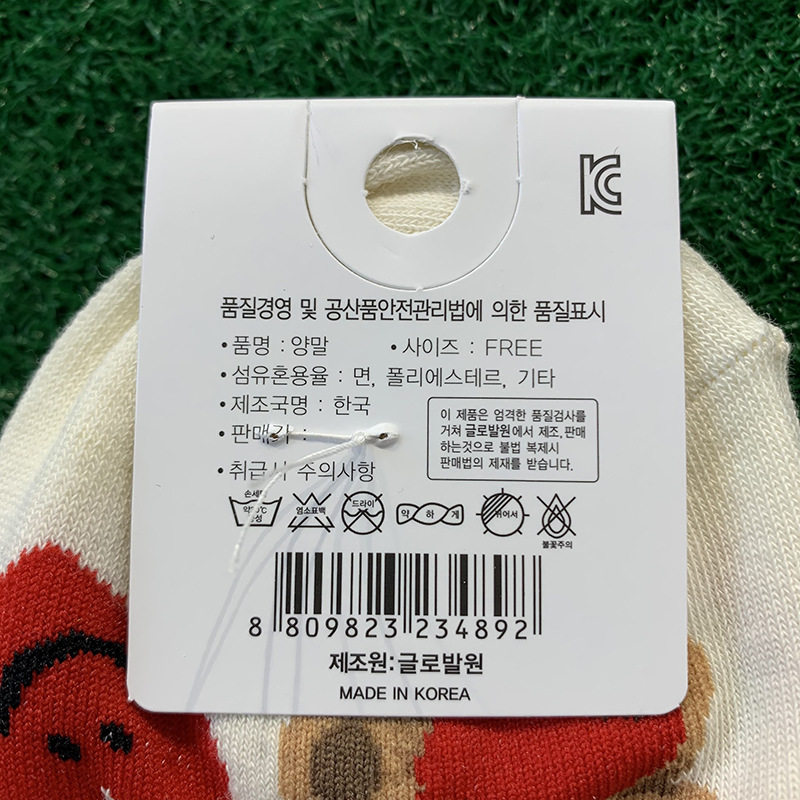 KC
품질경영 및 공산품안전관리법에 의한 품질표시
•품명 : 양말 •사이즈 : FREE
•섬유혼용율 : 면, 폴리에스테르, 기타
•제조국명 : 한국
•판매가 :
•취급시 주의사항
이 제품은 엄격한 품질검사를
거쳐 글로발원에서 제조,판매
하는것으로 불법 복제시
판매법의 제재를 받습니다.
염소표백 드라이 약하게 뉘어서
불꽃주의
8 809823 234892
제조원:글로발원
MADE IN KOREA